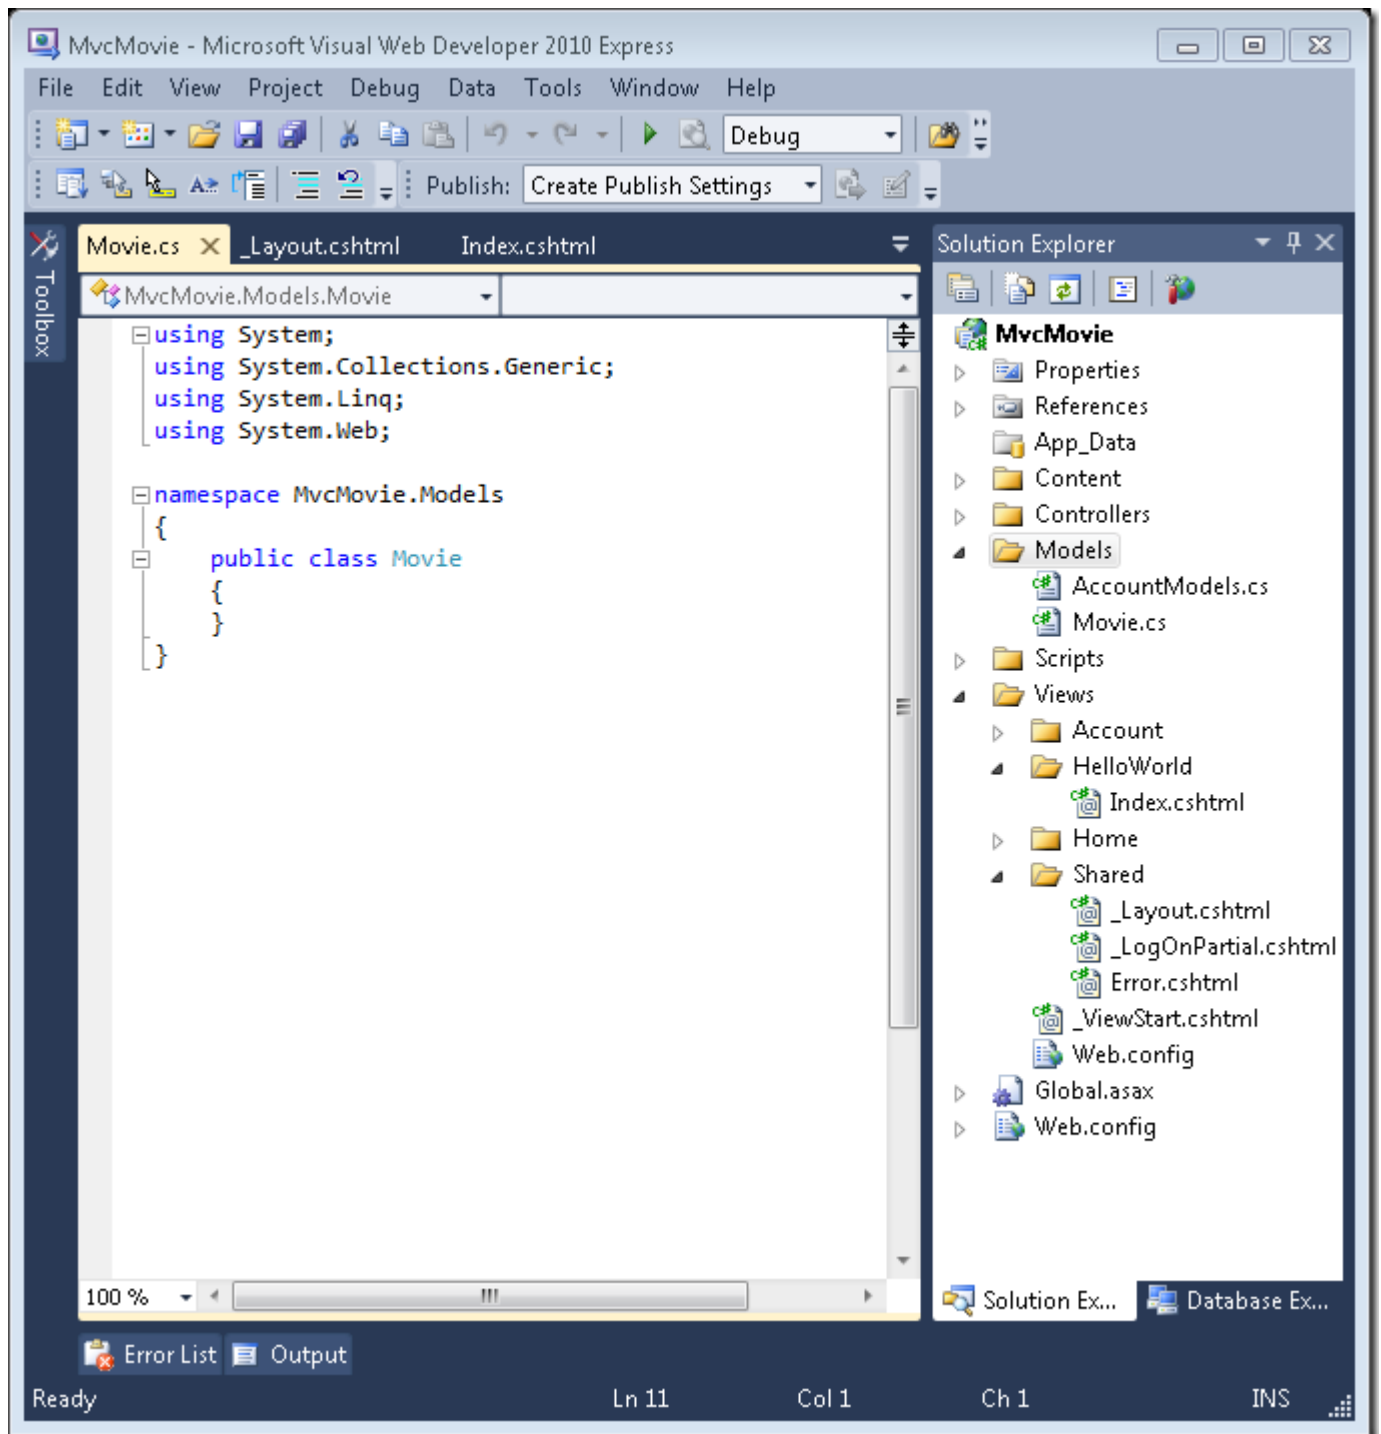 MvcMovie - Microsoft Visual Web Developer 2010 Express
File Edit View Project Debug Data Tools Window Help
Debug
Publish: Create Publish Settings
Toolbox
Movie.cs _Layout.cshtml Index.cshtml
MvcMovie.Models.Movie
using System;
using System.Collections.Generic;
using System.Linq;
using System.Web;
namespace MvcMovie.Models
{
public class Movie
{
}
}
100 %
Solution Explorer
MvcMovie
Properties
References
App_Data
Content
Controllers
Models
AccountModels.cs
Movie.cs
Scripts
Views
Account
HelloWorld
Index.cshtml
Home
Shared
_Layout.cshtml
_LogOnPartial.cshtml
Error.cshtml
_ViewStart.cshtml
Web.config
Global.asax
Web.config
Solution Ex... Database Ex...
Error List Output
Ready Ln 11 Col 1 Ch 1 INS